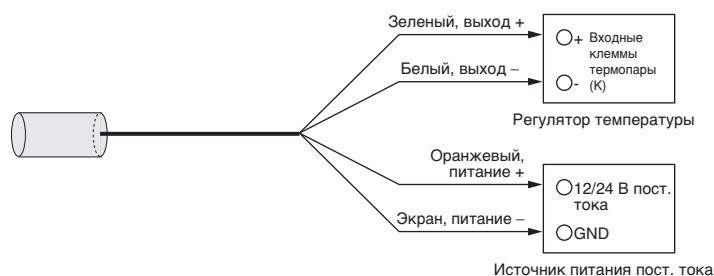 Зеленый, выход +
Белый, выход –
+ Входные
клеммы
термопары
- (K)
Регулятор температуры
Оранжевый,
питание +
Экран, питание –
12/24 В пост.
тока
GND
Источник питания пост. тока